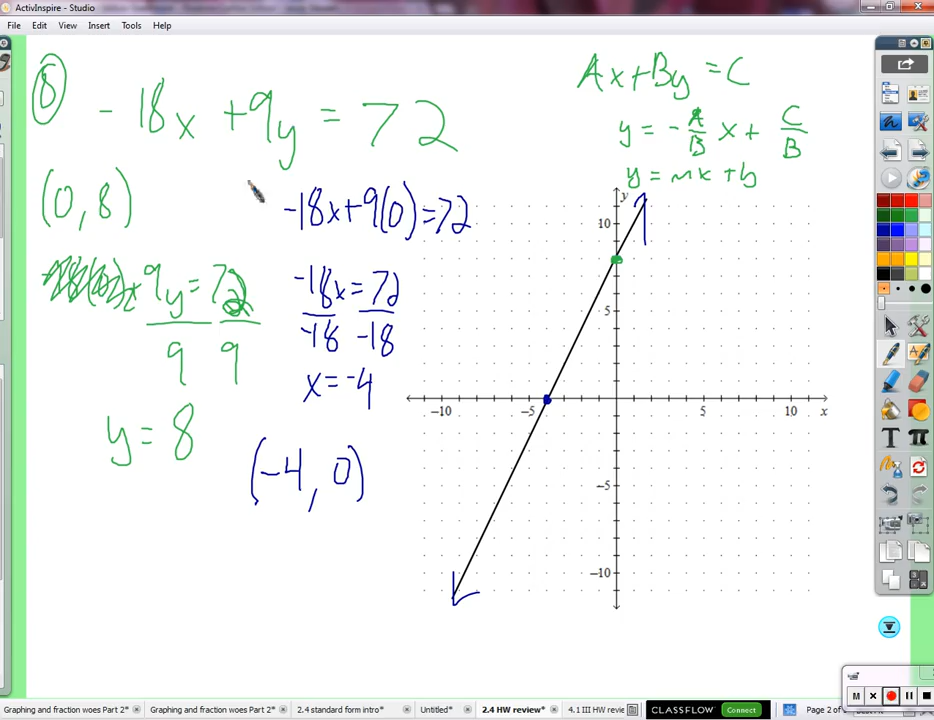 ActivInspire - Studio
File Edit View Insert Tools Help
8
-18x + 9y = 72
(0, 8)
9y = 72
9 9
y = 8
-18x + 9(0) = 72
-18x = 72
-18 -18
x = -4
(-4, 0)
Ax + By = C
y = -A/B x + C/B
y = mx + b
y
10
5
-10 -5 5 10 x
-5
-10
Graphing and fraction woes Part 2* Graphing and fraction woes Part 2* 2.4 standard form intro* Untitled* 2.4 HW review* 4.1 III HW revie CLASSFLOW Connect Page 2 of